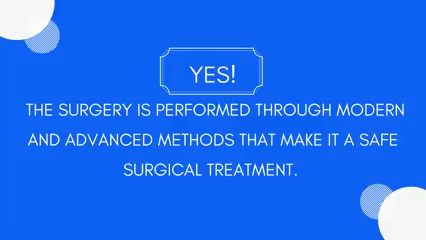 YES!
THE SURGERY IS PERFORMED THROUGH MODERN
AND ADVANCED METHODS THAT MAKE IT A SAFE
SURGICAL TREATMENT.